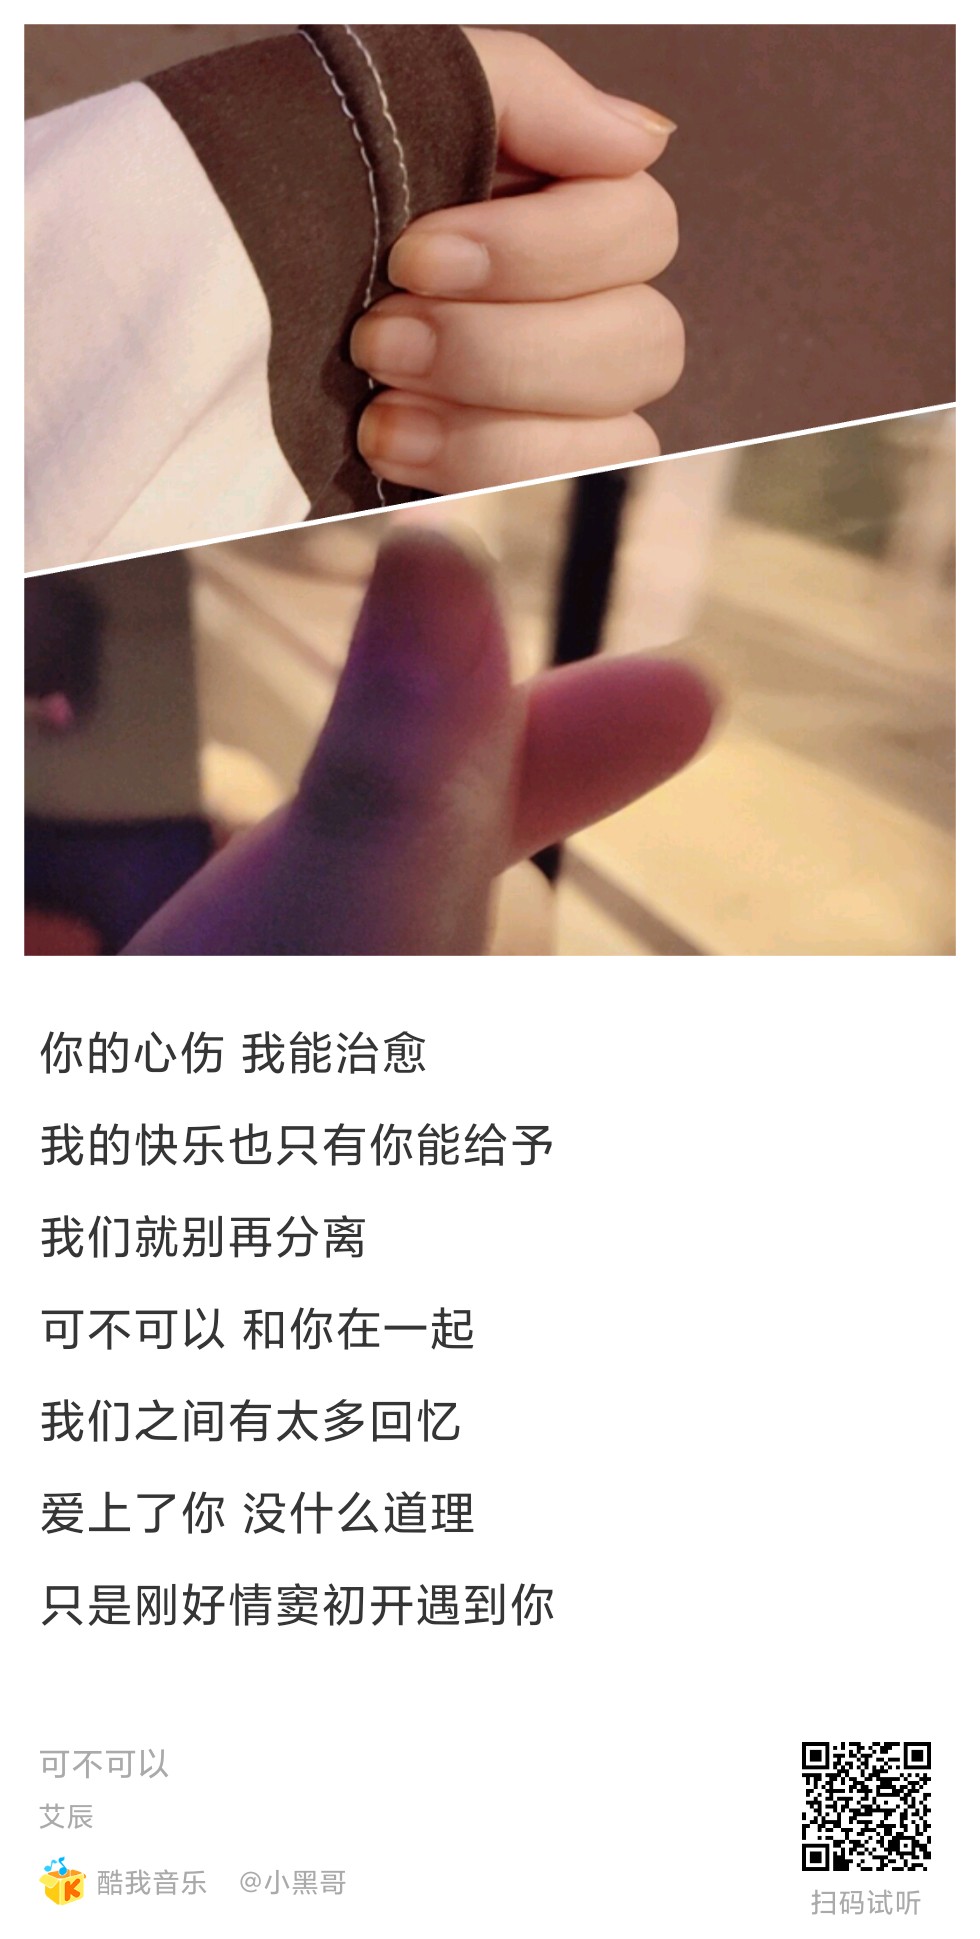 你的心伤 我能治愈
我的快乐也只有你能给予
我们就别再分离
可不可以 和你在一起
我们之间有太多回忆
爱上了你 没什么道理
只是刚好情窦初开遇到你
可不可以
艾辰
酷我音乐 @小黑哥
扫码试听